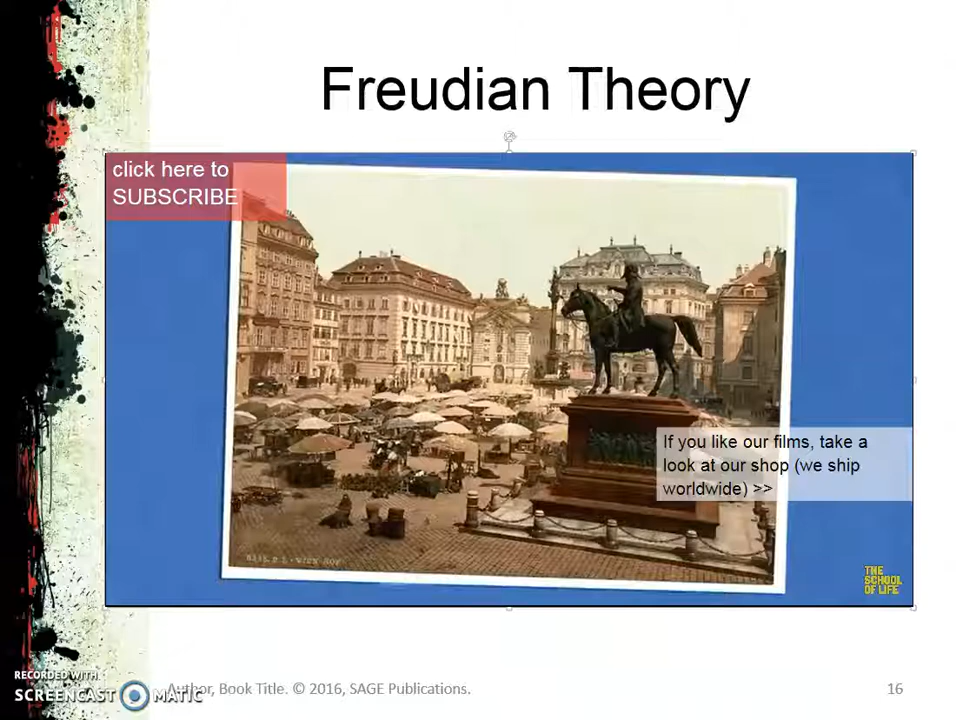 Freudian Theory
click here to
SUBSCRIBE
If you like our films, take a
look at our shop (we ship
worldwide) >>
THE
SCHOOL
OF LIFE
RECORDED WITH
SCREENCAST MATIC
Author, Book Title. © 2016, SAGE Publications.
16